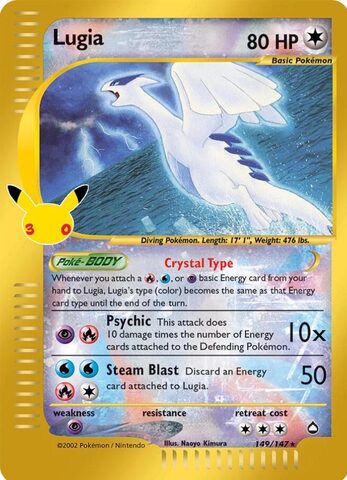 Lugia 80 HP
Basic Pokémon
30
Diving Pokémon. Length: 17' 1", Weight: 476 lbs.
Poké-BODY Crystal Type
Whenever you attach a , or basic Energy card from your
hand to Lugia, Lugia's type (color) becomes the same as that Energy
card type until the end of the turn.
Psychic This attack does
10 damage times the number of Energy
cards attached to the Defending Pokémon.
10x
Steam Blast Discard an Energy
card attached to Lugia.
50
weakness resistance retreat cost
©2002 Pokémon / Nintendo Illus. Naoyo Kimura 149/147★